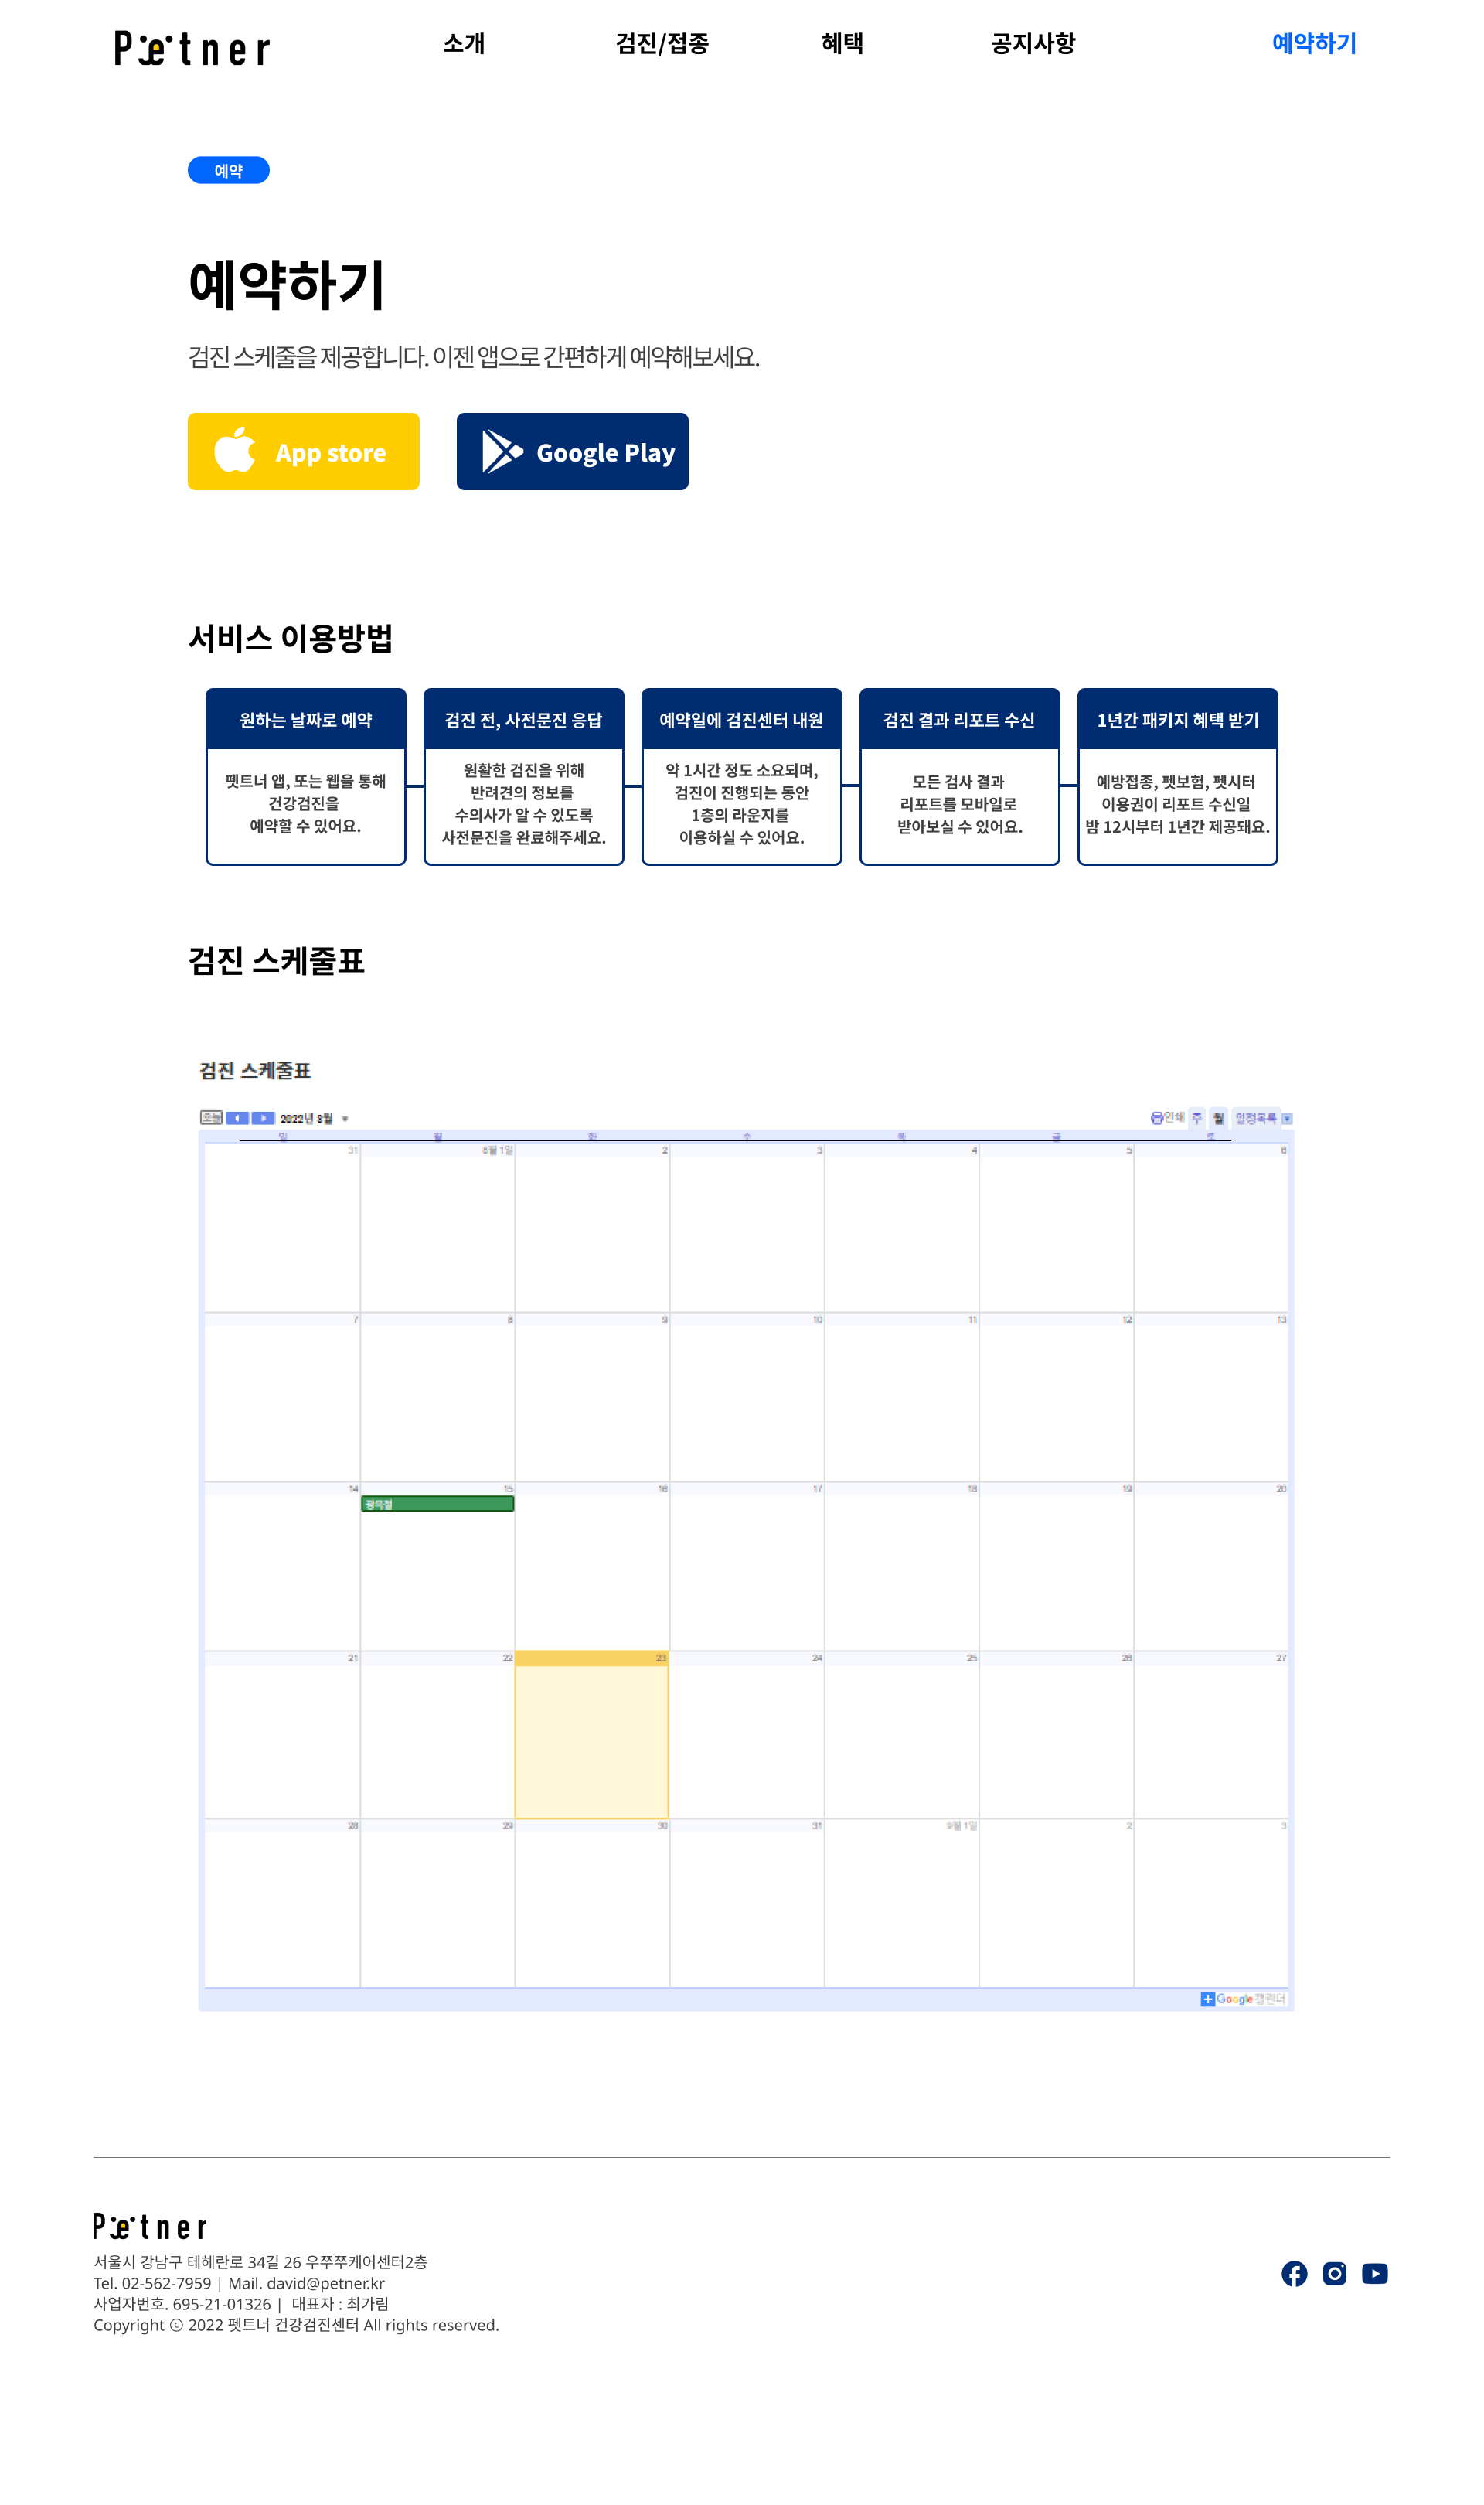 Petner
소개
검진/접종
혜택
공지사항
예약하기
예약
예약하기
검진 스케줄을 제공합니다. 이젠 앱으로 간편하게 예약해보세요.
App store
Google Play
서비스 이용방법
원하는 날짜로 예약
펫트너 앱, 또는 웹을 통해
건강검진을
예약할 수 있어요.
검진 전, 사전문진 응답
원활한 검진을 위해
반려견의 정보를
수의사가 알 수 있도록
사전문진을 완료해주세요.
예약일에 검진센터 내원
약 1시간 정도 소요되며,
검진이 진행되는 동안
1층의 라운지를
이용하실 수 있어요.
검진 결과 리포트 수신
모든 검사 결과
리포트를 모바일로
받아보실 수 있어요.
1년간 패키지 혜택 받기
예방접종, 펫보험, 펫시터
이용권이 리포트 수신일
밤 12시부터 1년간 제공돼요.
검진 스케줄표
검진 스케줄표
오늘 2022년 8월 인쇄 주 월 일정목록
일 월 화 수 목 금 토
31 8월 1일 2 3 4 5 6
7 8 9 10 11 12 13
14 15 16 17 18 19 20
광복절
21 22 23 24 25 26 27
28 29 30 31 9월 1일 2 3
Google 캘린더
Petner
서울시 강남구 테헤란로 34길 26 우쭈쭈케어센터2층
Tel. 02-562-7959 | Mail. david@petner.kr
사업자번호. 695-21-01326 | 대표자 : 최가림
Copyright ⓒ 2022 펫트너 건강검진센터 All rights reserved.